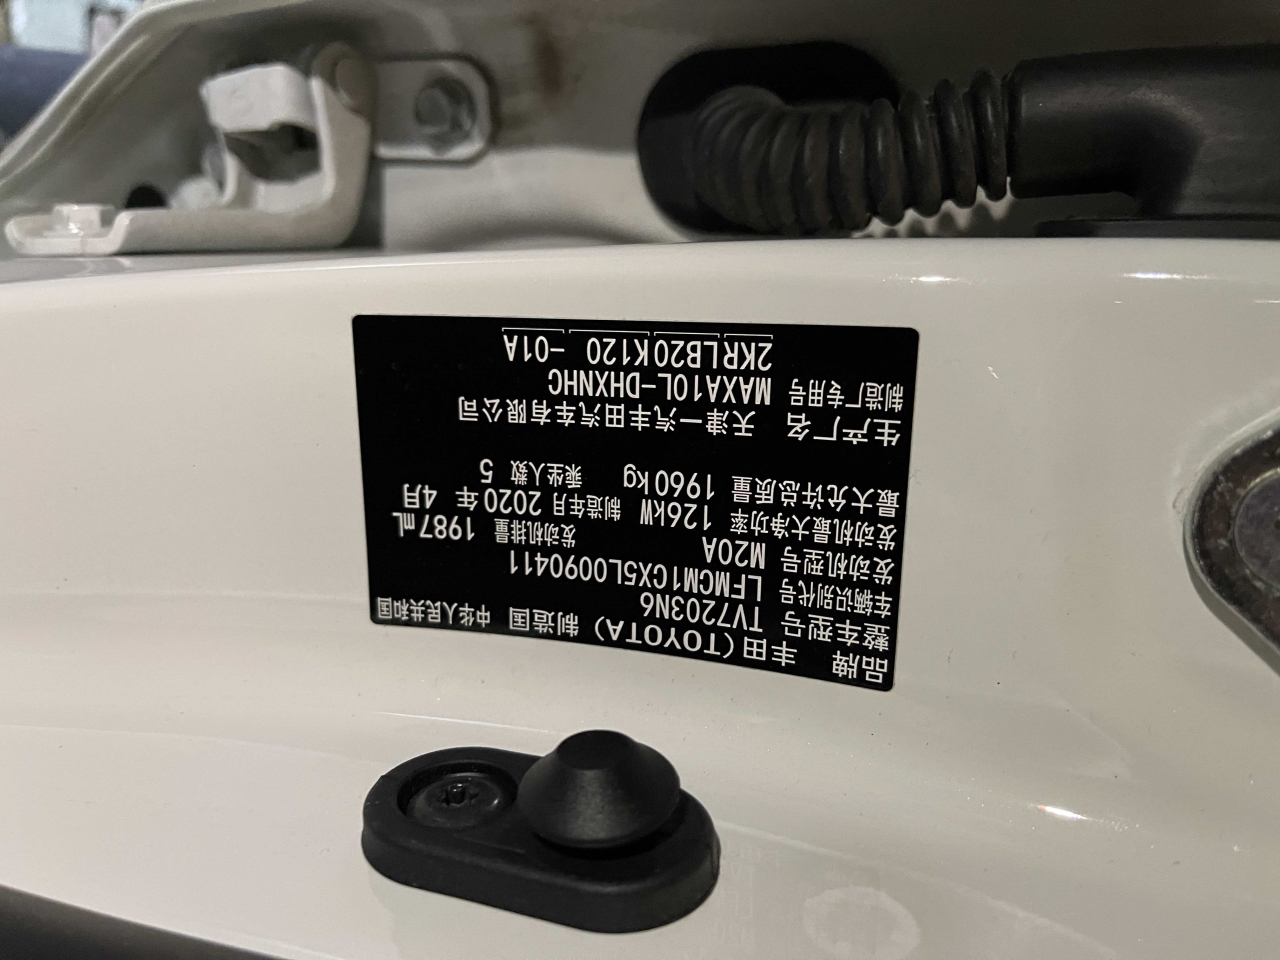 品牌 丰田(TOYOTA) 制造国 中华人民共和国
整车型号 TV7203N6
车辆识别代号 LFMCM1CX5L0090411
发动机型号 M20A 发动机排量 1987mL
发动机最大净功率 126kW 制造年月 2020年 4月
最大允许总质量 1960kg 乘坐人数 5
生产厂名 天津一汽丰田汽车有限公司
制造厂专用号 MAXA10L-DHXNHG
2KRLB20K120 -01A